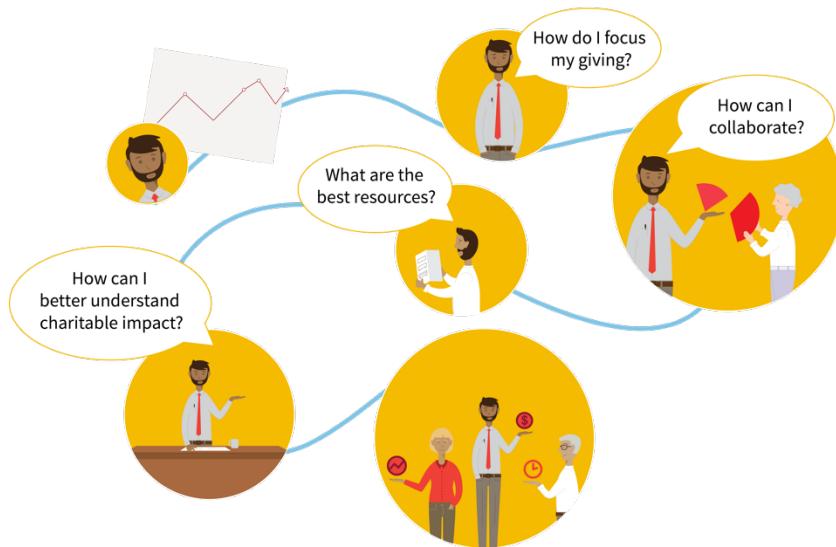 How do I focus
my giving?
How can I
collaborate?
What are the
best resources?
How can I
better understand
charitable impact?
$